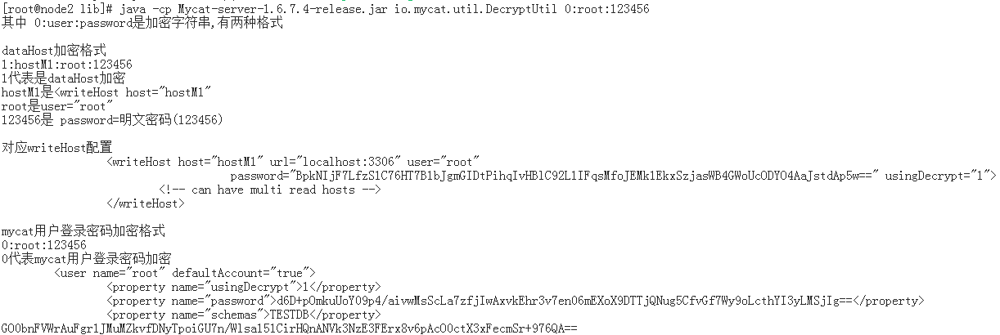 [root@node2 lib]# java -cp Mycat-server-1.6.7.4-release.jar io.mycat.util.DecryptUtil 0:root:123456
其中 0:user:password是加密字符串,有两种格式
dataHost加密格式
1:hostM1:root:123456
1代表是dataHost加密
hostM1是<writeHost host="hostM1"
root是user="root"
123456是 password=明文密码(123456)
对应writeHost配置
<writeHost host="hostM1" url="localhost:3306" user="root"
password="BpkNIjF7LfzS1C76HT7B1bJgmGIDtPihqIvHBlC92L1IFqsMfoJEMk1EkxSzjasWB4GWoUcODYO4AaJstdAp5w==" usingDecrypt="1">
<!-- can have multi read hosts -->
</writeHost>
mycat用户登录密码加密格式
0:root:123456
0代表mycat用户登录密码加密
<user name="root" defaultAccount="true">
<property name="usingDecrypt">1</property>
<property name="password">d6D+pOmkuUoY09p4/aivwMsScLa7zfjIwAxvkEhr3v7en06mEXoX9DTTjQNug5CfvGf7Wy9oLcthYI3yLMSjIg==</property>
<property name="schemas">TESTDB</property>
GO0bnFVWrAuFgr1JMuMZkvfDNyTpoiGU7n/Wlsa151CirHQnANVk3NzE3FErx8v6pAcO0ctX3xFecmSr+976QA==